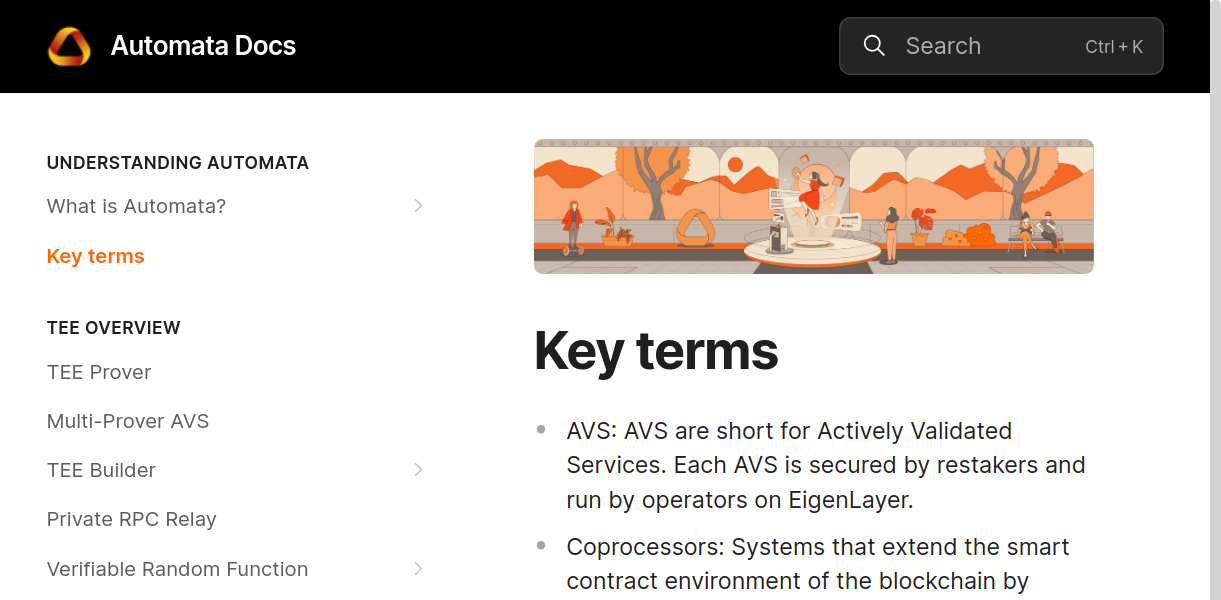 Automata Docs
Search
Ctrl + K
UNDERSTANDING AUTOMATA
What is Automata?
Key terms
TEE OVERVIEW
TEE Prover
Multi-Prover AVS
TEE Builder
Private RPC Relay
Verifiable Random Function
Key terms
AVS: AVS are short for Actively Validated
Services. Each AVS is secured by restakers and
run by operators on EigenLayer.
Coprocessors: Systems that extend the smart
contract environment of the blockchain by